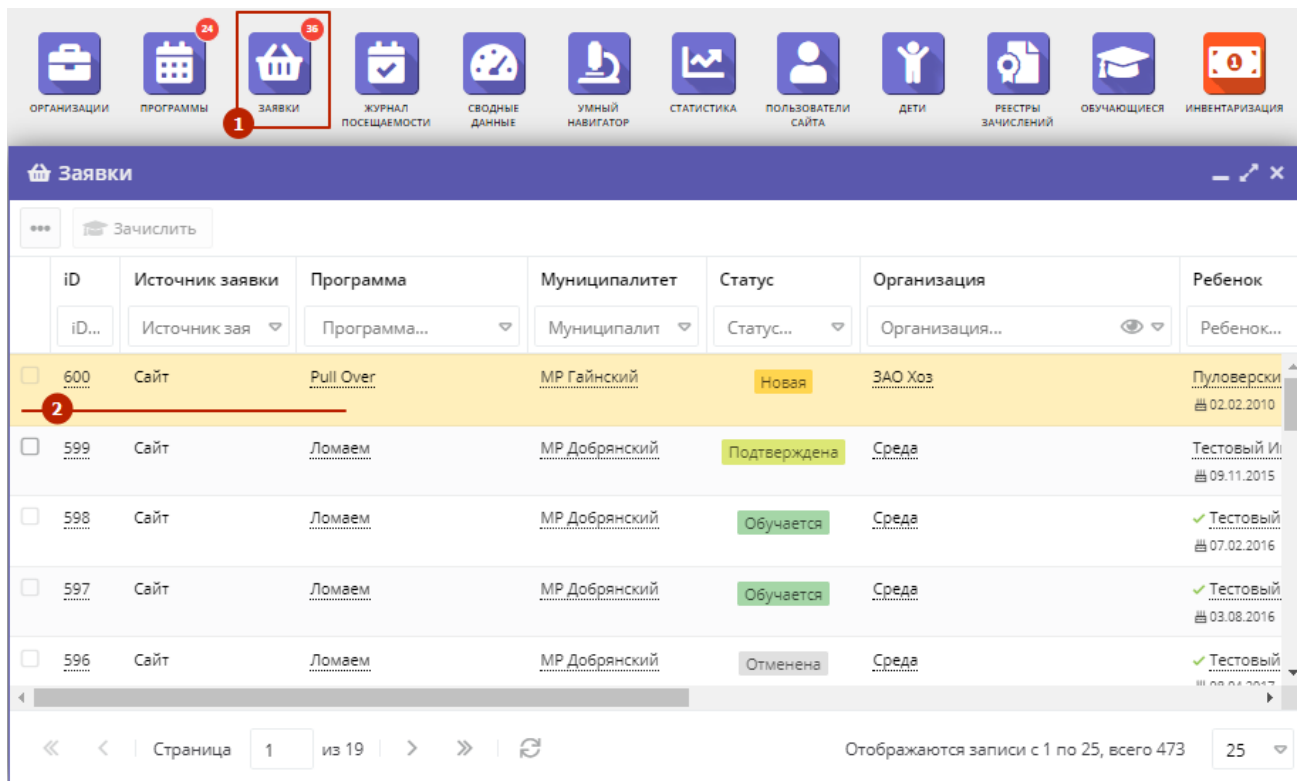 24 36
ОРГАНИЗАЦИИ ПРОГРАММЫ ЗАЯВКИ ЖУРНАЛ ПОСЕЩАЕМОСТИ СВОДНЫЕ ДАННЫЕ УМНЫЙ НАВИГАТОР СТАТИСТИКА ПОЛЬЗОВАТЕЛИ САЙТА ДЕТИ РЕЕСТРЫ ЗАЧИСЛЕНИЙ ОБУЧАЮЩИЕСЯ ИНВЕНТАРИЗАЦИЯ
1
Заявки
Зачислить
iD Источник заявки Программа Муниципалитет Статус Организация Ребенок
iD... Источник зая Программа... Муниципалит Статус... Организация... Ребенок...
600 Сайт Pull Over МР Гайнский Новая ЗАО Хоз Пуловерски
2 02.02.2010
599 Сайт Ломаем МР Добрянский Подтверждена Среда Тестовый И
09.11.2015
598 Сайт Ломаем МР Добрянский Обучается Среда Тестовый
07.02.2016
597 Сайт Ломаем МР Добрянский Обучается Среда Тестовый
03.08.2016
596 Сайт Ломаем МР Добрянский Отменена Среда Тестовый
Страница 1 из 19 Отображаются записи с 1 по 25, всего 473 25